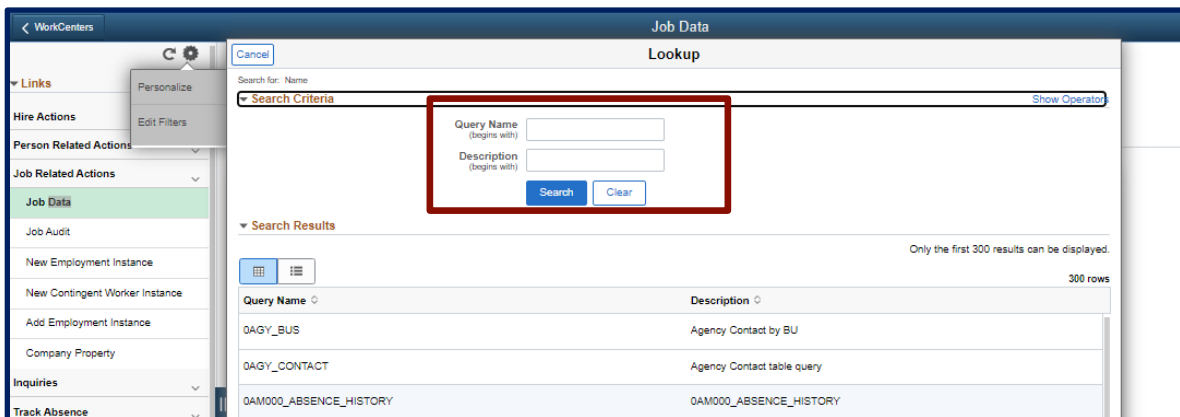 WorkCenters
Job Data
Cancel
Lookup
Links
Personalize
Edit Filters
Hire Actions
Person Related Actions
Job Related Actions
Job Data
Job Audit
New Employment Instance
New Contingent Worker Instance
Add Employment Instance
Company Property
Inquiries
Track Absence
Search for: Name
Search Criteria
Show Operators
Query Name
(begins with)
Description
(begins with)
Search Clear
Search Results
Only the first 300 results can be displayed.
300 rows
Query Name Description
0AGY_BUS Agency Contact by BU
0AGY_CONTACT Agency Contact table query
0AM000_ABSENCE_HISTORY 0AM000_ABSENCE_HISTORY